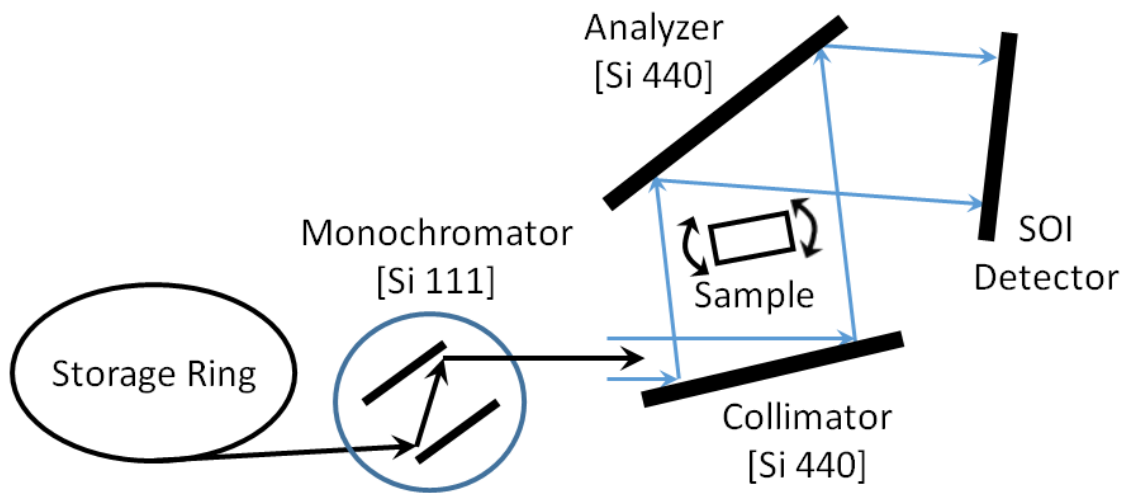 Analyzer
[Si 440]
Monochromator
[Si 111]
Sample
SOI
Detector
Storage Ring
Collimator
[Si 440]